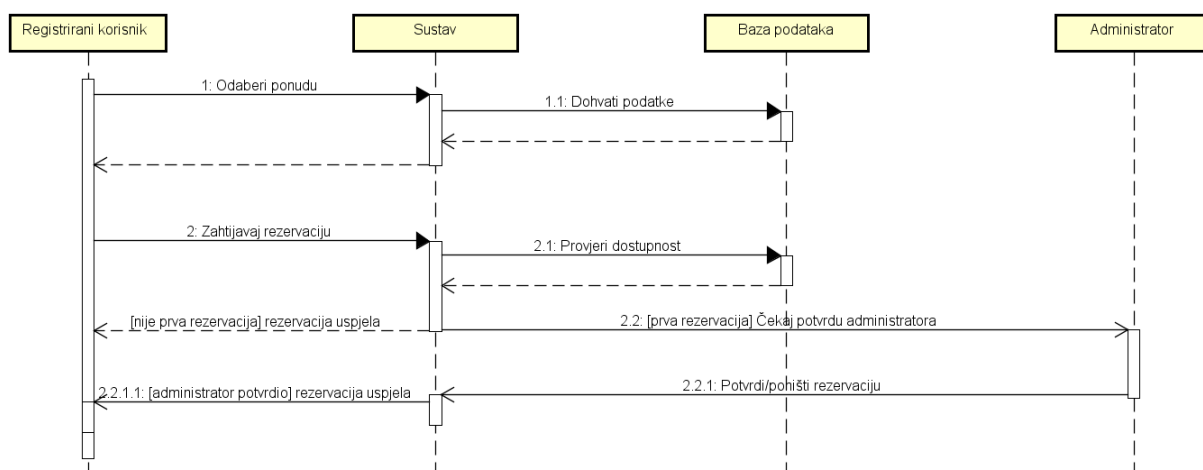 Registrirani korisnik
Sustav
Baza podataka
Administrator
1: Odaberi ponudu
1.1: Dohvati podatke
2: Zahtijavaj rezervaciju
2.1: Provjeri dostupnost
[nije prva rezervacija] rezervacija uspjela
2.2: [prva rezervacija] Čekaj potvrdu administratora
2.2.1: Potvrdi/poništi rezervaciju
2.2.1.1: [administrator potvrdio] rezervacija uspjela